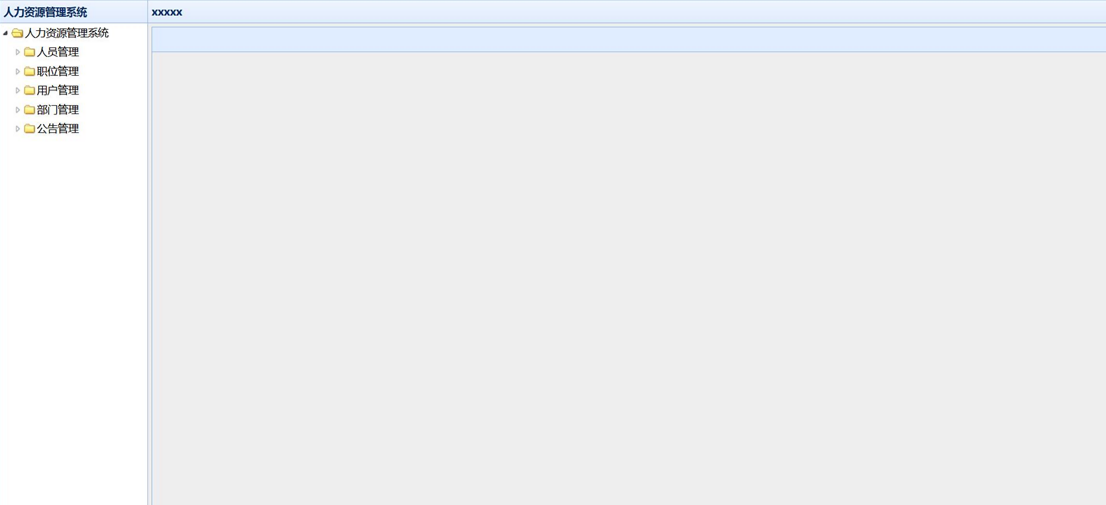 人力资源管理系统
xxxxx
人力资源管理系统
人员管理
职位管理
用户管理
部门管理
公告管理